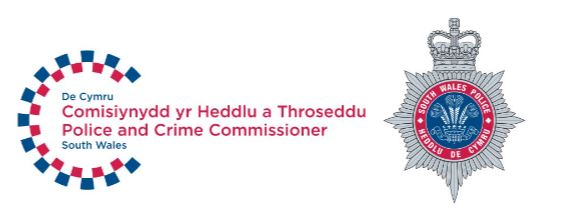 De Cymru
Comisiynydd yr Heddlu a Throseddu
Police and Crime Commissioner
South Wales
SOUTH WALES POLICE
HEDDLU DE CYMRU